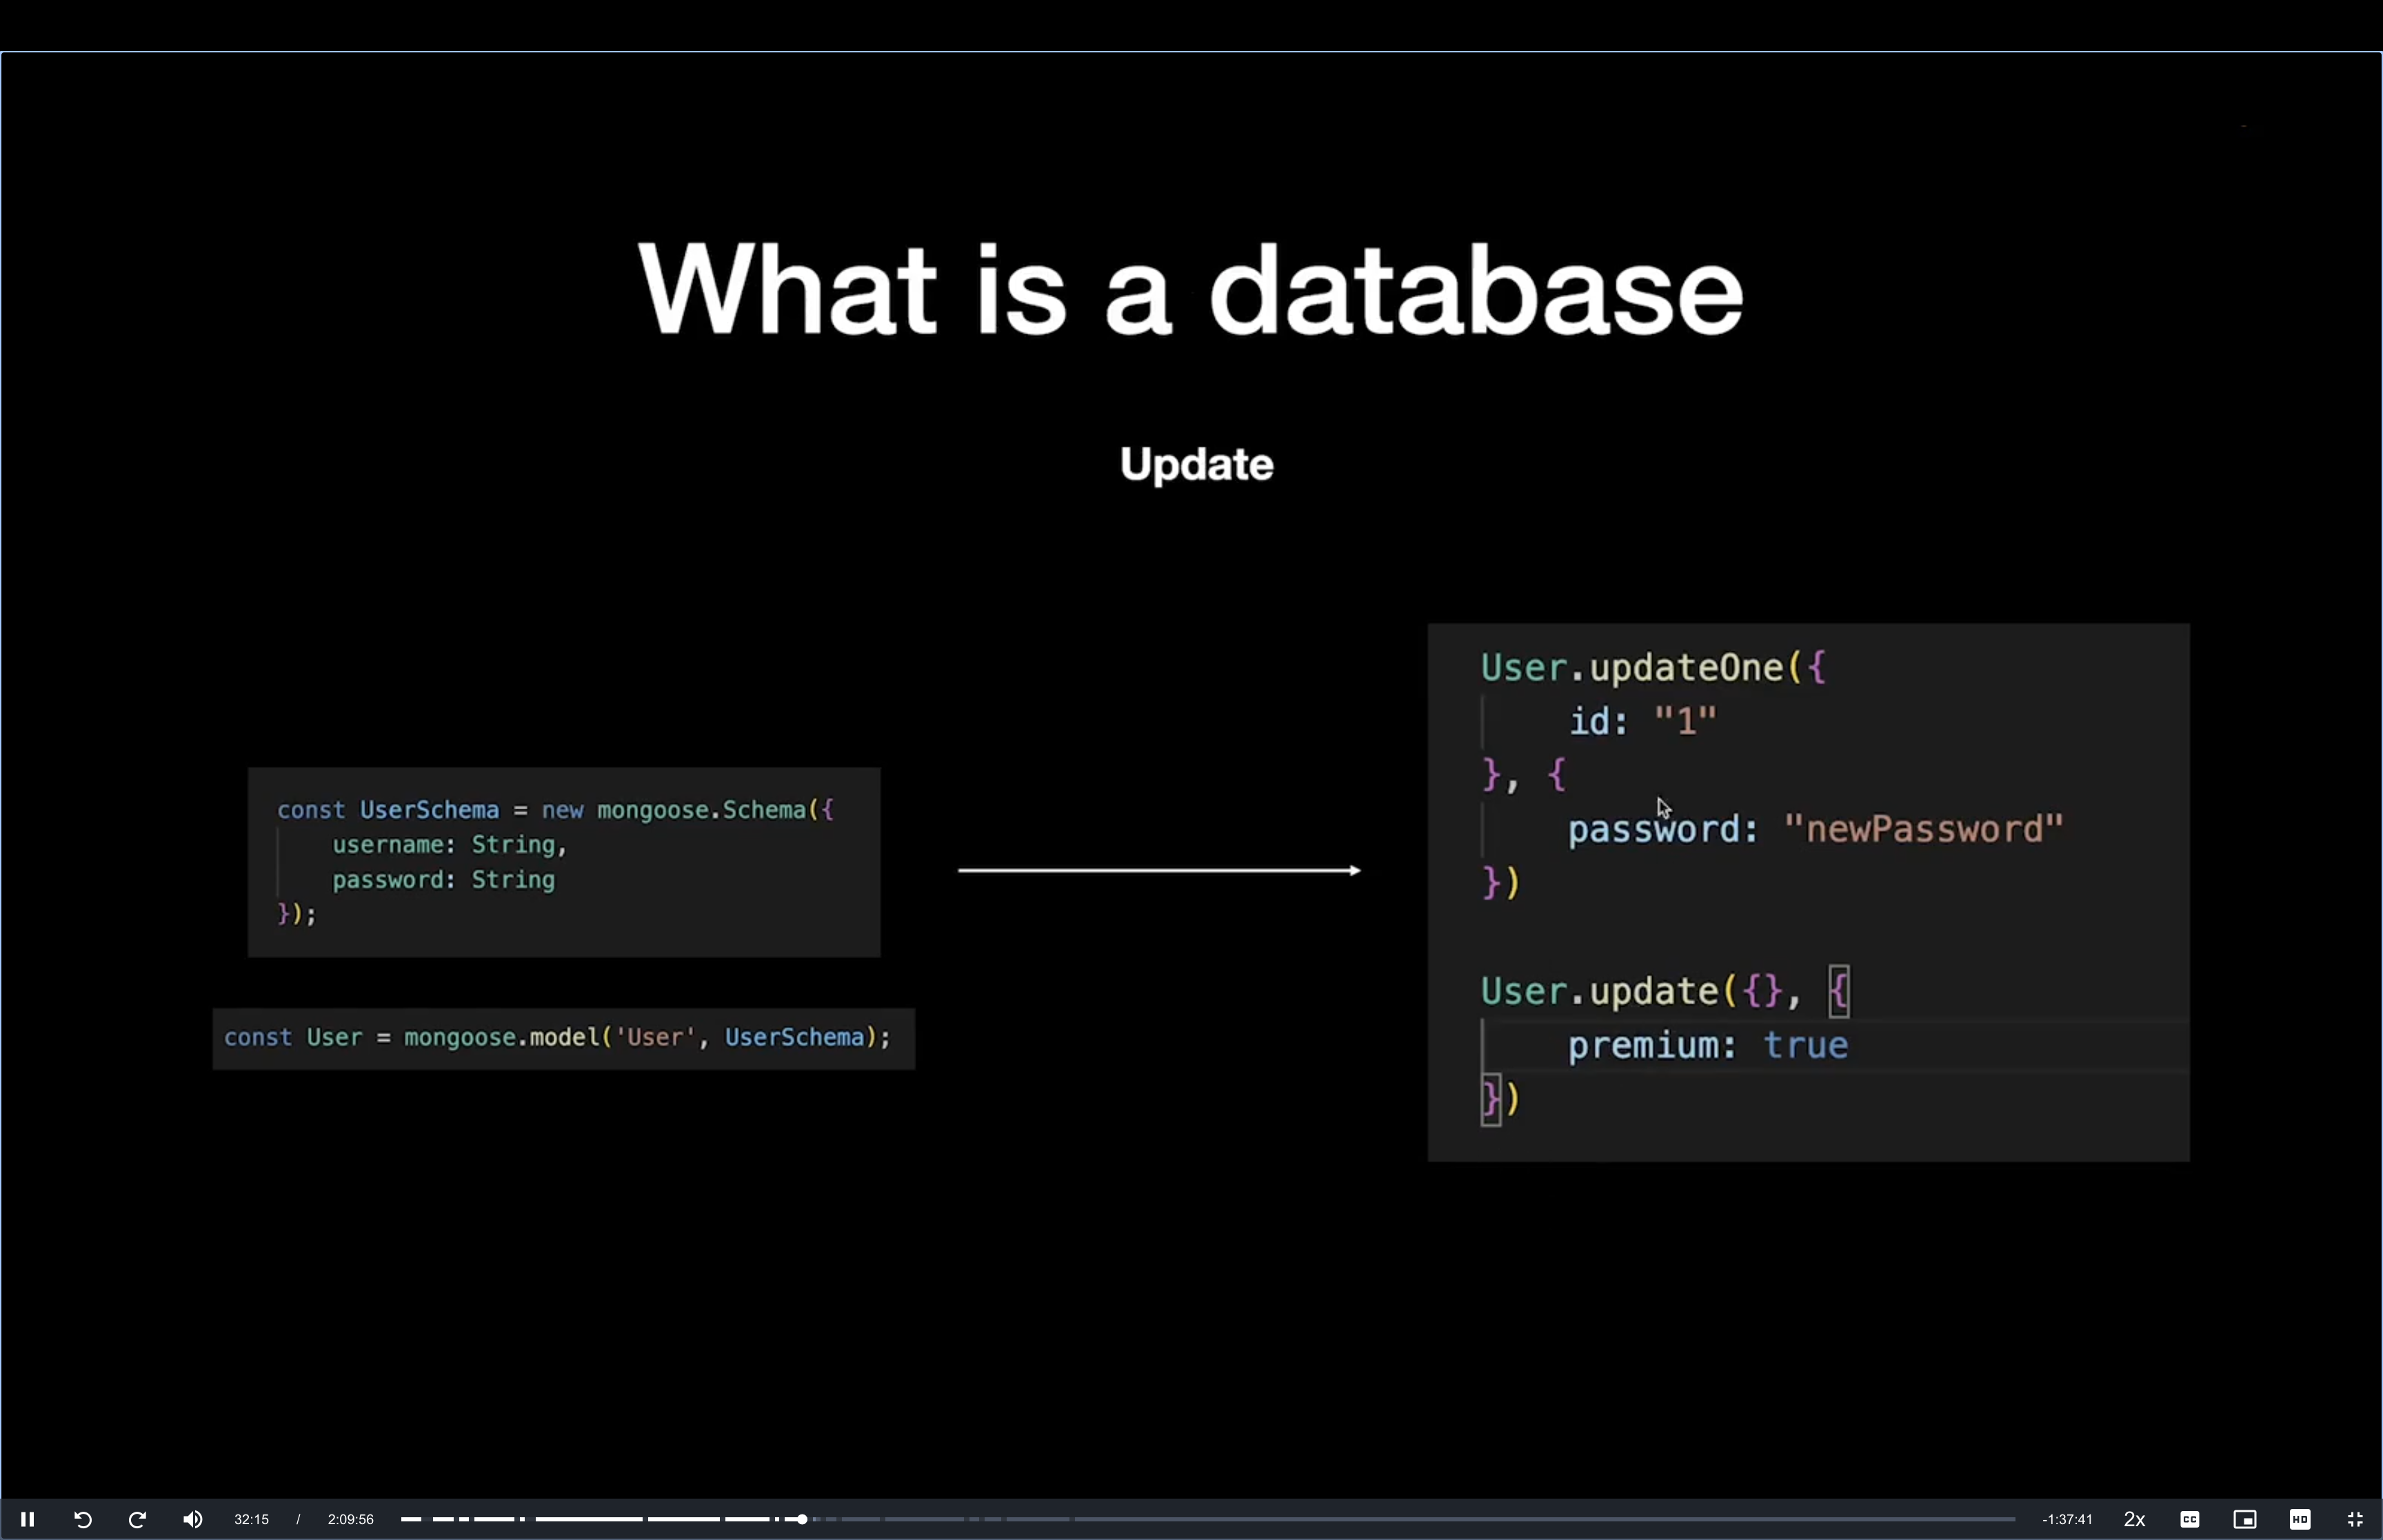 What is a database
Update
const UserSchema = new mongoose.Schema({
    username: String,
    password: String
});
const User = mongoose.model('User', UserSchema);
User.updateOne({
    id: "1"
}, {
    password: "newPassword"
})
User.update({}, {
    premium: true
})
32:15 / 2:09:56 -1:37:41 2x CC HD